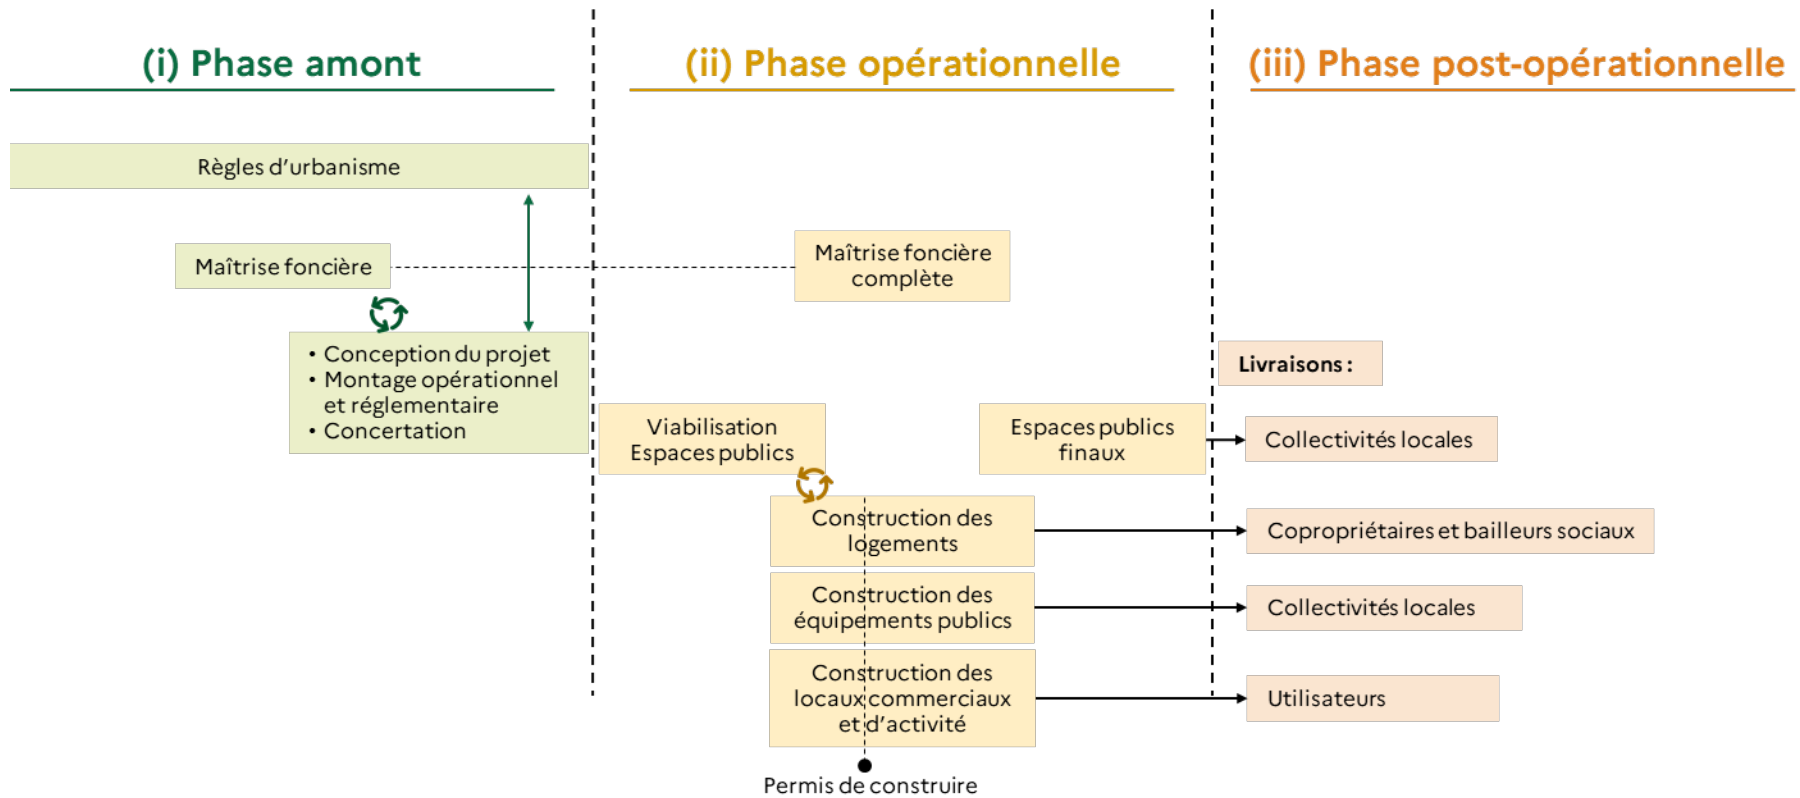 (i) Phase amont
(ii) Phase opérationnelle
(iii) Phase post-opérationnelle
Règles d’urbanisme
Maîtrise foncière
Maîtrise foncière
complète
• Conception du projet
• Montage opérationnel
et réglementaire
• Concertation
Livraisons :
Viabilisation
Espaces publics
Espaces publics
finaux
Collectivités locales
Construction des
logements
Copropriétaires et bailleurs sociaux
Construction des
équipements publics
Collectivités locales
Construction des
locaux commerciaux
et d’activité
Utilisateurs
Permis de construire